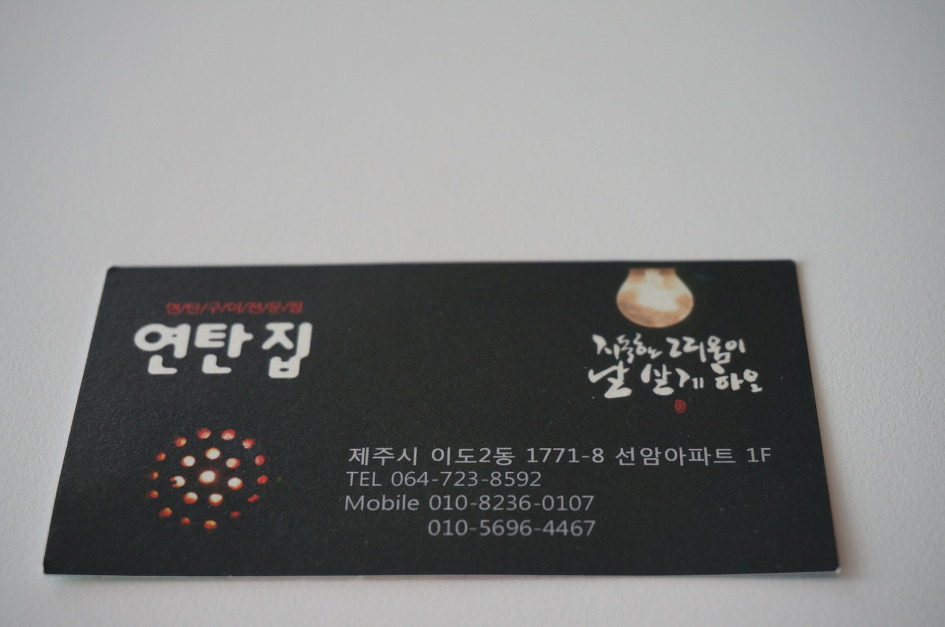 연/탄/구/이/전/문/점
연탄집
지독한 그리움이
날 살게 하오
제주시 이도2동 1771-8 선암아파트 1F
TEL 064-723-8592
Mobile 010-8236-0107
010-5696-4467